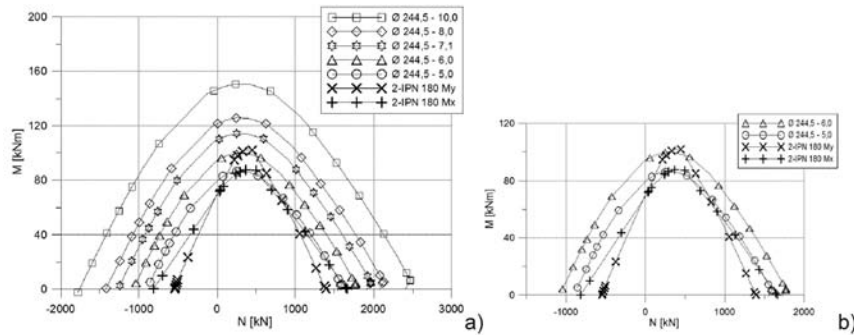 200
160
120
80
40
0
M [kNm]
-2000
-1000
0
1000
2000
3000
N [kN]
Ø 244,5 - 10,0
Ø 244,5 - 8,0
Ø 244,5 - 7,1
Ø 244,5 - 6,0
Ø 244,5 - 5,0
2-IPN 180 My
2-IPN 180 Mx
a)
120
80
40
0
M [kNm]
-1000
0
1000
2000
N [kN]
Ø 244,5 - 6,0
Ø 244,5 - 5,0
2-IPN 180 My
2-IPN 180 Mx
b)